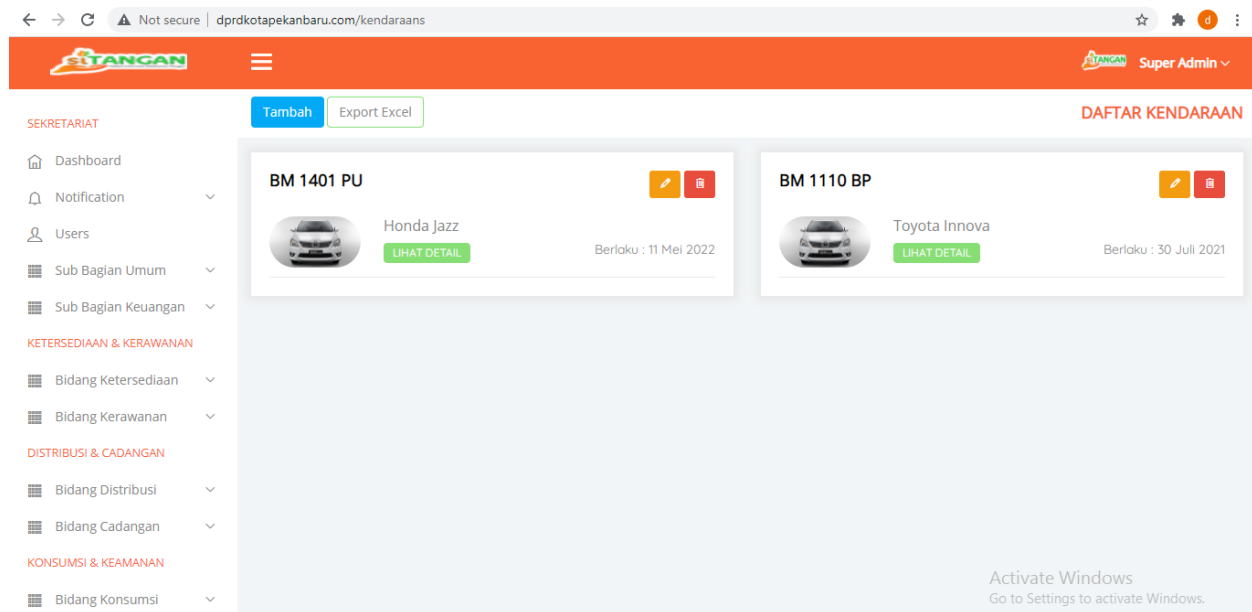 Not secure | dprdkotapekanbaru.com/kendaraans
d
SITANGAN
SITANGAN Super Admin
Tambah
Export Excel
DAFTAR KENDARAAN
SEKRETARIAT
Dashboard
Notification
Users
Sub Bagian Umum
Sub Bagian Keuangan
KETERSEDIAAN & KERAWANAN
Bidang Ketersediaan
Bidang Kerawanan
DISTRIBUSI & CADANGAN
Bidang Distribusi
Bidang Cadangan
KONSUMSI & KEAMANAN
Bidang Konsumsi
BM 1401 PU
Honda Jazz
LIHAT DETAIL
Berlaku : 11 Mei 2022
BM 1110 BP
Toyota Innova
LIHAT DETAIL
Berlaku : 30 Juli 2021
Activate Windows
Go to Settings to activate Windows.